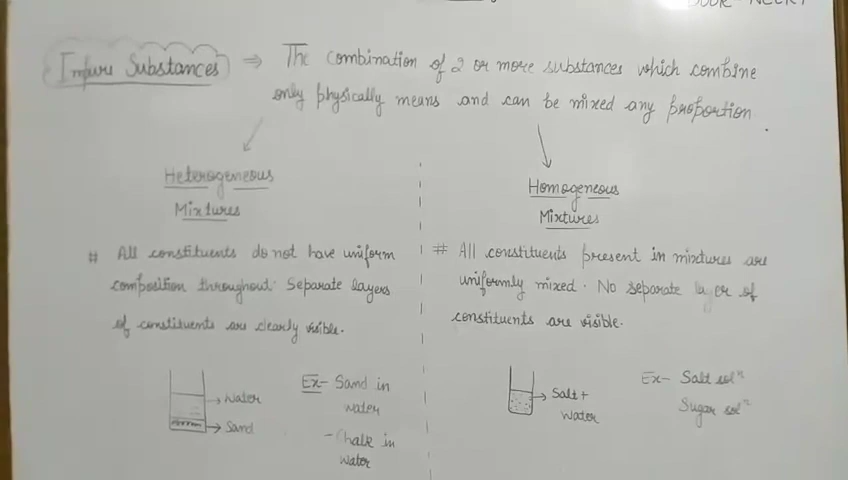 BOOK - NCERT
Impure Substances ⇒ The combination of 2 or more substances which combine
only physically means and can be mixed any proportion.
Heterogeneous
Mixtures
# All constituents do not have uniform
composition throughout. Separate layers
of constituents are clearly visible.
→ Water
→ Sand
Ex- Sand in
water
- Chalk in
water
Homogeneous
Mixtures
# All constituents present in mixtures are
uniformly mixed. No separate layer of
constituents are visible.
→ Salt +
Water
Ex- Salt solⁿ
Sugar solⁿ